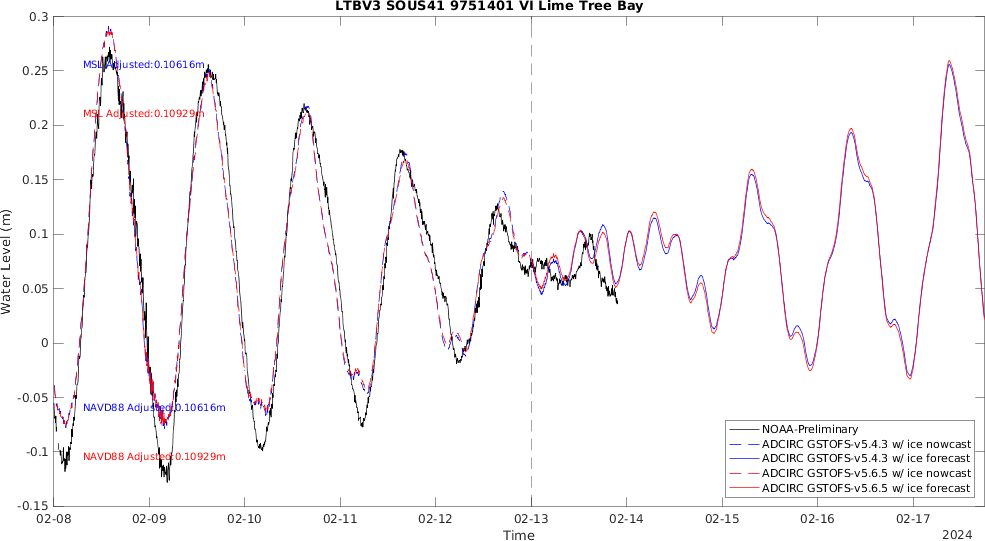 LTBV3 SOUS41 9751401 VI Lime Tree Bay
Water Level (m)
0.3
0.25
0.2
0.15
0.1
0.05
0
-0.05
-0.1
-0.15
MSL Adjusted:0.10616m
MSL Adjusted:0.10929m
NAVD88 Adjusted:0.10616m
NAVD88 Adjusted:0.10929m
NOAA-Preliminary
ADCIRC GSTOFS-v5.4.3 w/ ice nowcast
ADCIRC GSTOFS-v5.4.3 w/ ice forecast
ADCIRC GSTOFS-v5.6.5 w/ ice nowcast
ADCIRC GSTOFS-v5.6.5 w/ ice forecast
02-08 02-09 02-10 02-11 02-12 02-13 02-14 02-15 02-16 02-17
Time
2024